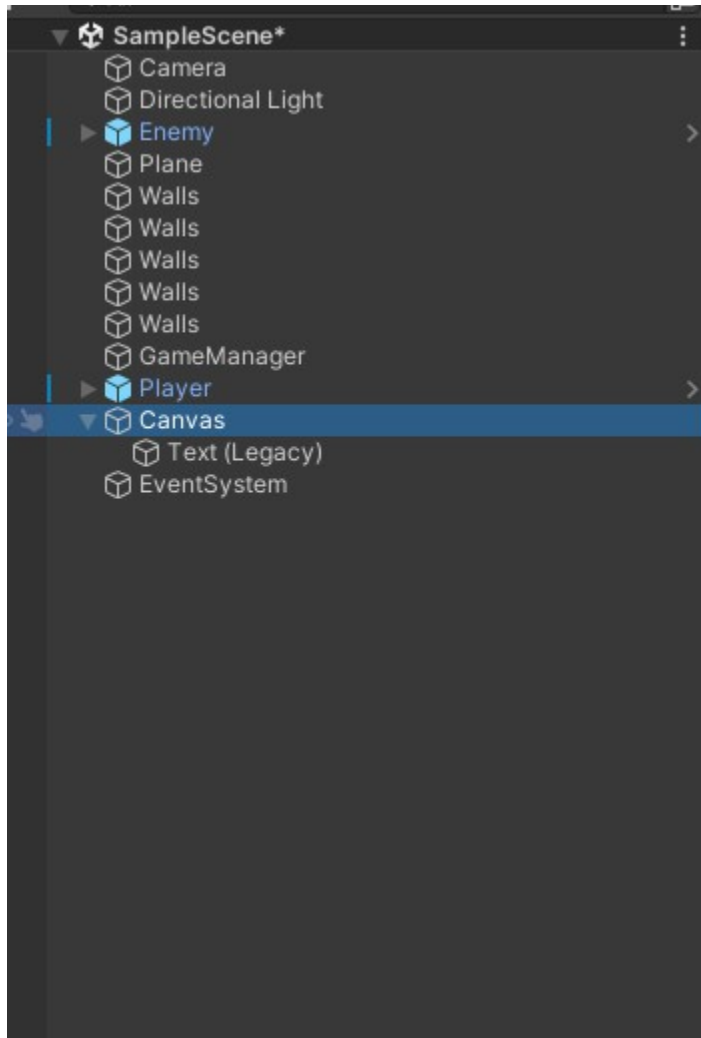 SampleScene*
Camera
Directional Light
Enemy
Plane
Walls
Walls
Walls
Walls
Walls
GameManager
Player
Canvas
Text (Legacy)
EventSystem